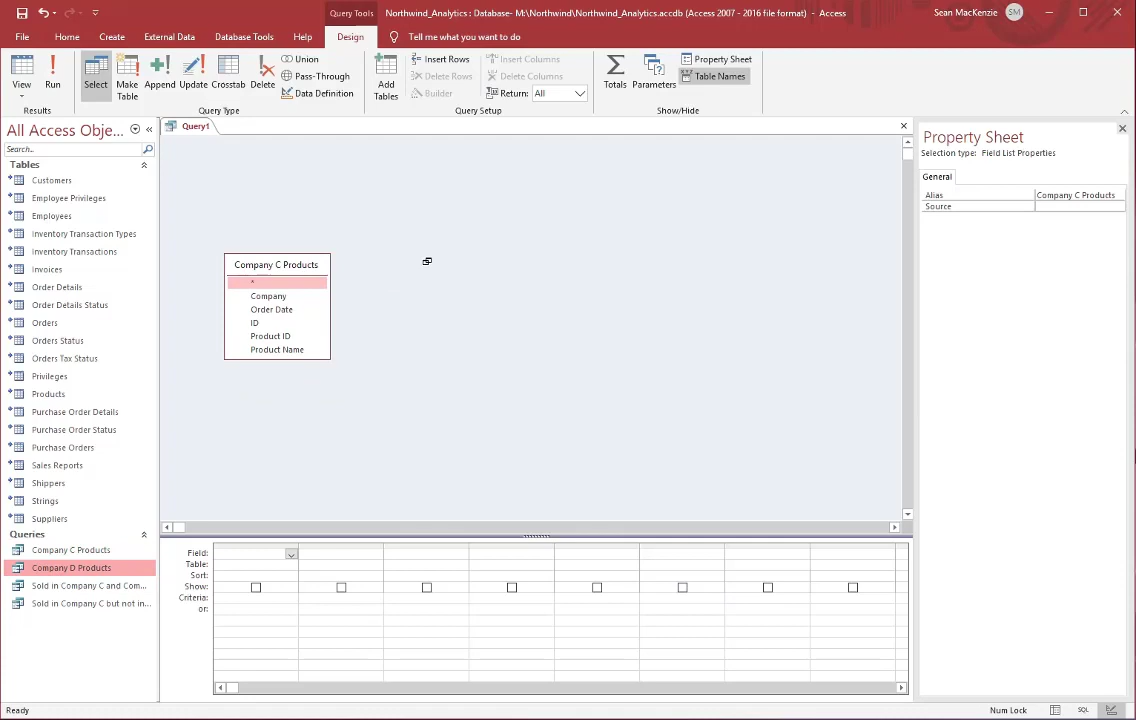 Query Tools
Northwind_Analytics : Database- M:\Northwind\Northwind_Analytics.accdb (Access 2007 - 2016 file format)  -  Access
Sean MacKenzie
SM
File
Home
Create
External Data
Database Tools
Help
Design
Tell me what you want to do
View
Run
Select
Make Table
Append
Update
Crosstab
Delete
Union
Pass-Through
Data Definition
Add Tables
Insert Rows
Delete Rows
Builder
Insert Columns
Delete Columns
Return: All
Totals
Parameters
Property Sheet
Table Names
Results
Query Type
Query Setup
Show/Hide
All Access Obje...
Search...
Tables
Customers
Employee Privileges
Employees
Inventory Transaction Types
Inventory Transactions
Invoices
Order Details
Order Details Status
Orders
Orders Status
Orders Tax Status
Privileges
Products
Purchase Order Details
Purchase Order Status
Purchase Orders
Sales Reports
Shippers
Strings
Suppliers
Queries
Company C Products
Company D Products
Sold in Company C and Com...
Sold in Company C but not in...
Query1
Company C Products
*
Company
Order Date
ID
Product ID
Product Name
Field:
Table:
Sort:
Show:
Criteria:
or:
Property Sheet
Selection type: Field List Properties
General
Alias Company C Products
Source
Ready
Num Lock
SQL